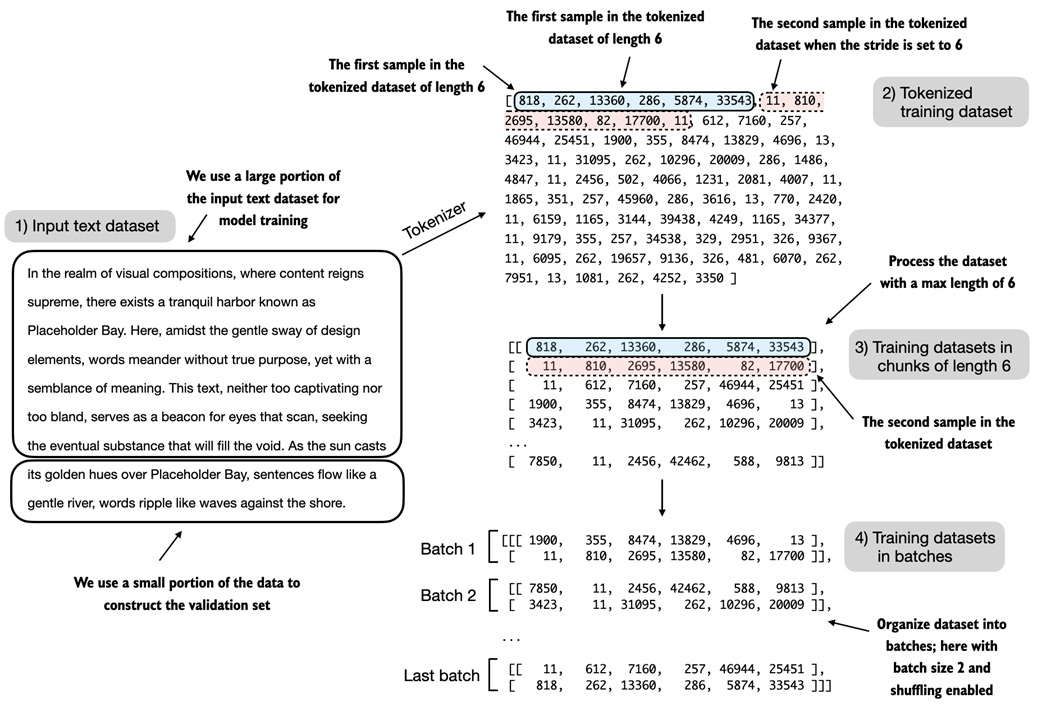 The first sample in the tokenized
dataset of length 6
The second sample in the tokenized
dataset when the stride is set to 6
The first sample in the
tokenized dataset of length 6
2) Tokenized
training dataset
[ 818, 262, 13360, 286, 5874, 33543, 11, 810,
2695, 13580, 82, 17700, 11, 612, 7160, 257,
46944, 25451, 1900, 355, 8474, 13829, 4696, 13,
3423, 11, 31095, 262, 10296, 20009, 286, 1486,
4847, 11, 2456, 502, 4066, 1231, 2081, 4007, 11,
1865, 351, 257, 45960, 286, 3616, 13, 770, 2420,
11, 6159, 1165, 3144, 39438, 4249, 1165, 34377,
11, 9179, 355, 257, 34538, 329, 2951, 326, 9367,
11, 6095, 262, 19657, 9136, 326, 481, 6070, 262,
7951, 13, 1081, 262, 4252, 3350 ]
We use a large portion of
the input text dataset for
model training
1) Input text dataset
Tokenizer
In the realm of visual compositions, where content reigns
supreme, there exists a tranquil harbor known as
Placeholder Bay. Here, amidst the gentle sway of design
elements, words meander without true purpose, yet with a
semblance of meaning. This text, neither too captivating nor
too bland, serves as a beacon for eyes that scan, seeking
the eventual substance that will fill the void. As the sun casts
its golden hues over Placeholder Bay, sentences flow like a
gentle river, words ripple like waves against the shore.
We use a small portion of the data to
construct the validation set
Process the dataset
with a max length of 6
3) Training datasets in
chunks of length 6
[[ 818, 262, 13360, 286, 5874, 33543 ],
[ 11, 810, 2695, 13580, 82, 17700 ],
[ 11, 612, 7160, 257, 46944, 25451 ],
[ 1900, 355, 8474, 13829, 4696, 13 ],
[ 3423, 11, 31095, 262, 10296, 20009 ],
...
[ 7850, 11, 2456, 42462, 588, 9813 ]]
The second sample in the
tokenized dataset
4) Training datasets
in batches
Batch 1
[[[ 1900, 355, 8474, 13829, 4696, 13 ],
[ 11, 810, 2695, 13580, 82, 17700 ]],
Batch 2
[[ 7850, 11, 2456, 42462, 588, 9813 ],
[ 3423, 11, 31095, 262, 10296, 20009 ]],
...
Last batch
[[ 11, 612, 7160, 257, 46944, 25451 ],
[ 818, 262, 13360, 286, 5874, 33543 ]]]
Organize dataset into
batches; here with
batch size 2 and
shuffling enabled